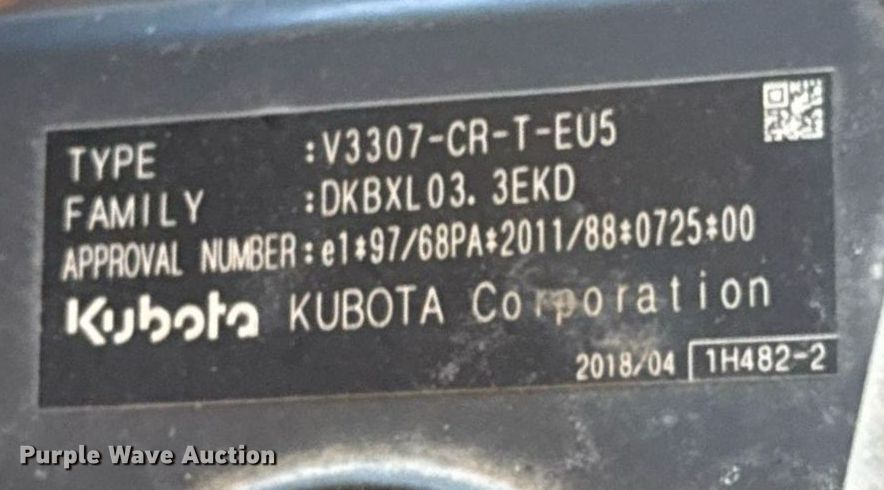 TYPE :V3307-CR-T-EU5
FAMILY :DKBXL03. 3EKD
APPROVAL NUMBER:e1*97/68PA*2011/88*0725*00
Kubota KUBOTA Corporation
2018/04 1H482-2
Purple Wave Auction